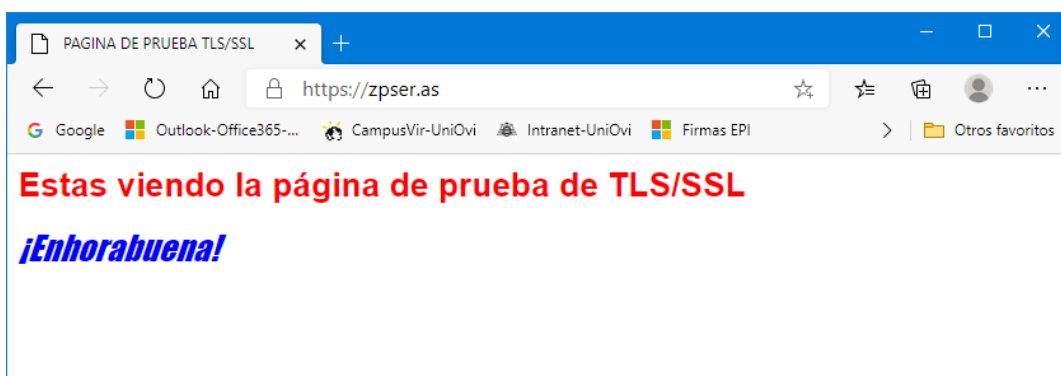 PAGINA DE PRUEBA TLS/SSL
https://zpser.as
Google Outlook-Office365-... CampusVir-UniOvi Intranet-UniOvi Firmas EPI Otros favoritos
Estas viendo la página de prueba de TLS/SSL
¡Enhorabuena!